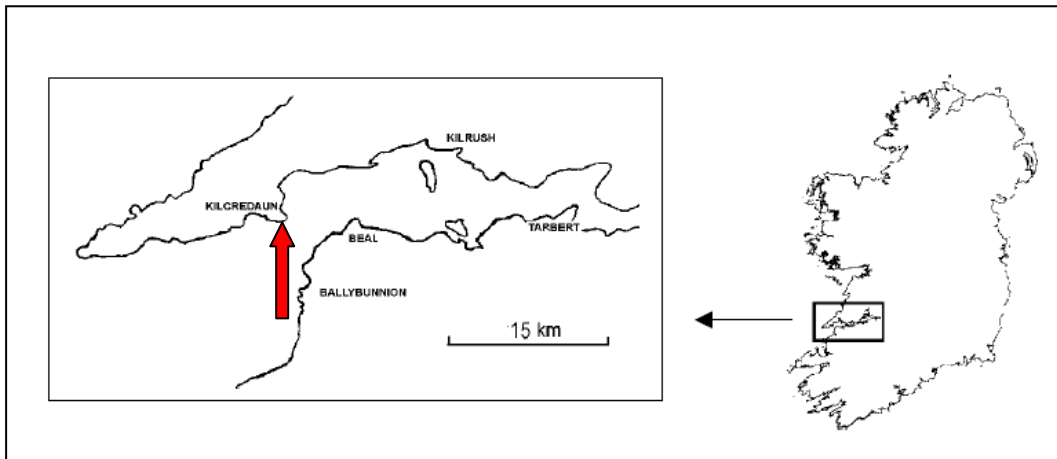 KILRUSH
KILCREDAUN
BEAL
TARBERT
BALLYBUNNION
15 km